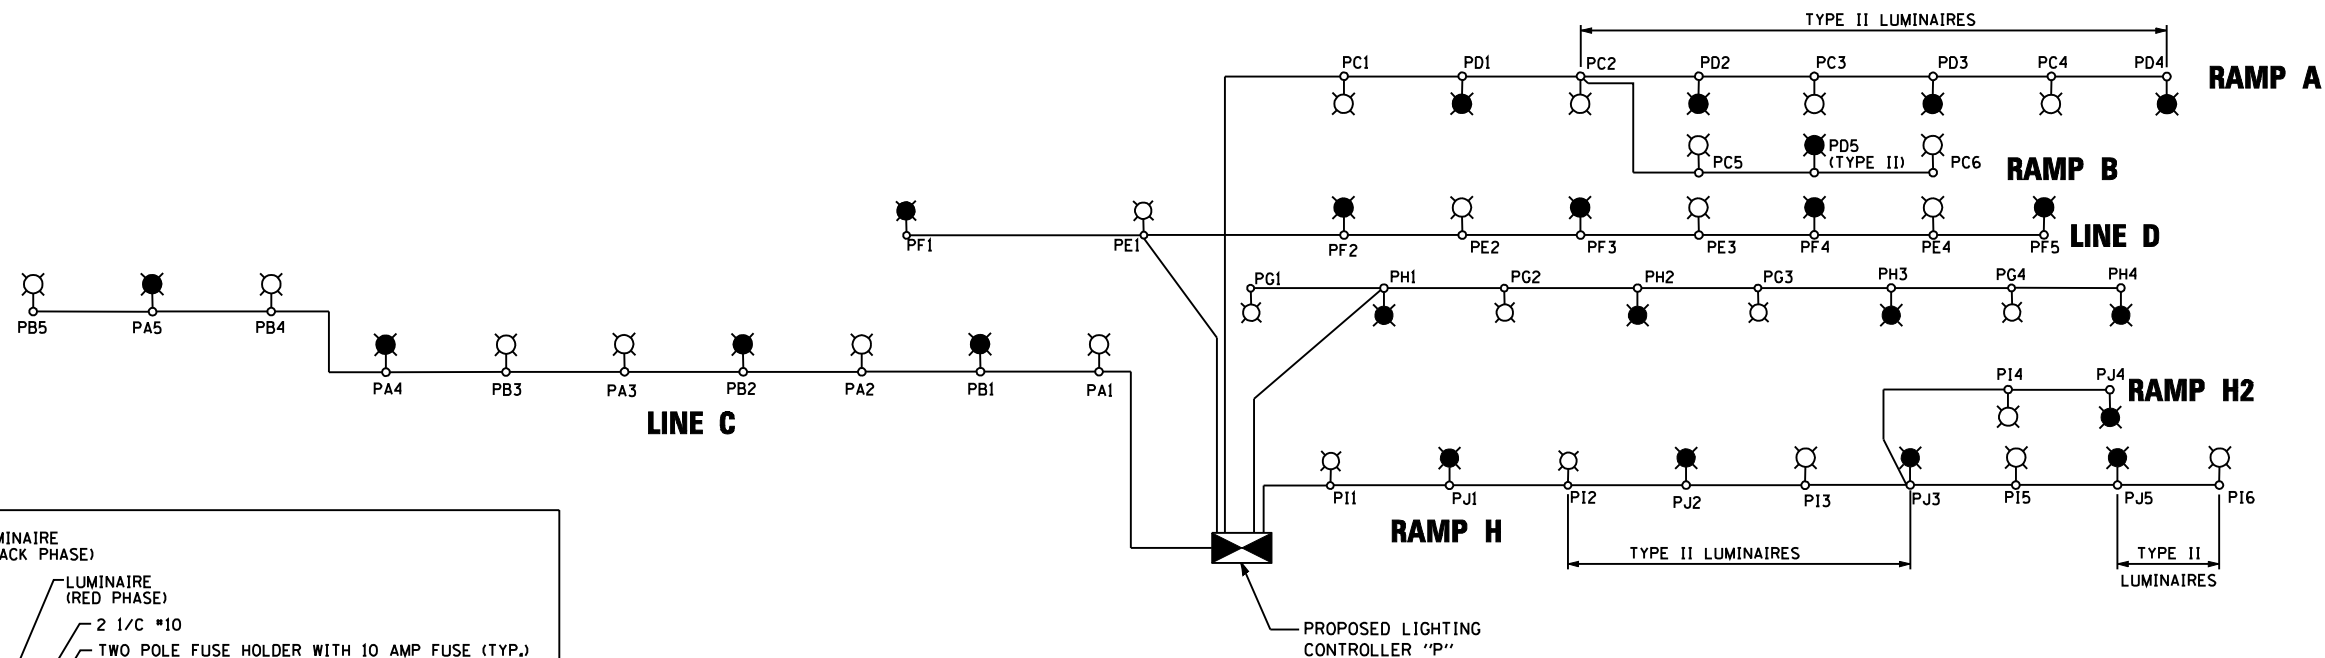 TYPE II LUMINAIRES
PC1 PD1 PC2 PD2 PC3 PD3 PC4 PD4
RAMP A
PC5 PD5 PC6
(TYPE II)
RAMP B
PF1 PE1 PF2 PE2 PF3 PE3 PF4 PE4 PF5
LINE D
PG1 PH1 PG2 PH2 PG3 PH3 PG4 PH4
PB5 PA5 PB4
PA4 PB3 PA3 PB2 PA2 PB1 PA1
LINE C
PI4 PJ4
RAMP H2
PI1 PJ1 PI2 PJ2 PI3 PJ3 PI5 PJ5 PI6
RAMP H
TYPE II LUMINAIRES
TYPE II
LUMINAIRES
PROPOSED LIGHTING
CONTROLLER "P"
MINAIRE
ACK PHASE)
LUMINAIRE
(RED PHASE)
2 1/C #10
TWO POLE FUSE HOLDER WITH 10 AMP FUSE (TYP.)